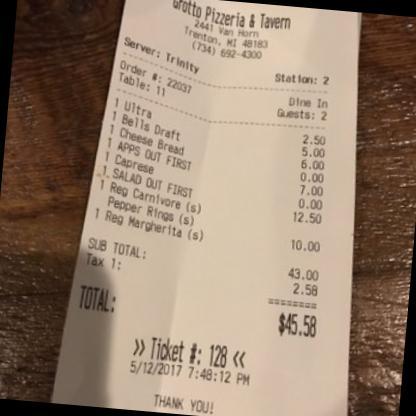 Grotto Pizzeria & Tavern
2441 Van Horn
Trenton, MI 48183
(734) 692-4300
Server: Trinity Station: 2
Order #: 22037 Dine In
Table: 11 Guests: 2
1 Ultra 2.50
1 Bells Draft 5.00
1 Cheese Bread 6.00
1 APPS OUT FIRST 0.00
1 Caprese 7.00
1 SALAD OUT FIRST 0.00
1 Reg Carnivore (s) 12.50
Pepper Rings (s)
1 Reg Margherita (s) 10.00
SUB TOTAL: 43.00
Tax 1: 2.58
========
TOTAL: $45.58
>> Ticket #: 128 <<
5/12/2017 7:48:12 PM
THANK YOU!